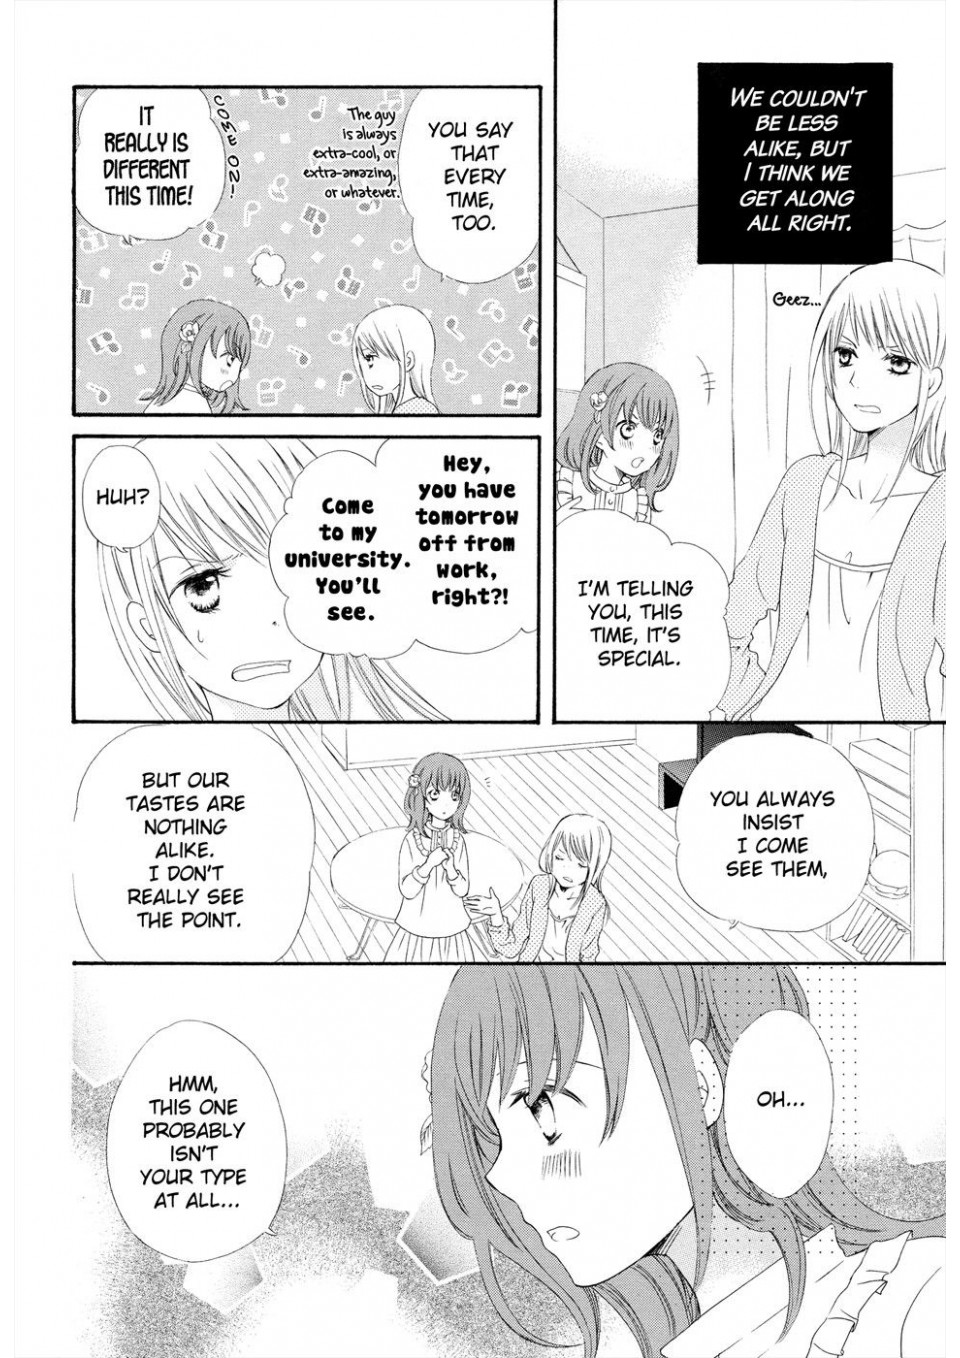 WE COULDN'T
BE LESS
ALIKE, BUT
I THINK WE
GET ALONG
ALL RIGHT.
Geez...
I'M TELLING
YOU, THIS
TIME, IT'S
SPECIAL.
YOU SAY
THAT
EVERY
TIME,
TOO.
The guy
is always
extra-cool, or
extra-amazing,
or whatever.
COME ON!
IT
REALLY IS
DIFFERENT
THIS TIME!
Hey,
you have
tomorrow
off from
work,
right?!
Come
to my
university.
You'll
see.
HUH?
YOU ALWAYS
INSIST
I COME
SEE THEM,
BUT OUR
TASTES ARE
NOTHING
ALIKE.
I DON'T
REALLY SEE
THE POINT.
OH...
HMM,
THIS ONE
PROBABLY
ISN'T
YOUR TYPE
AT ALL...